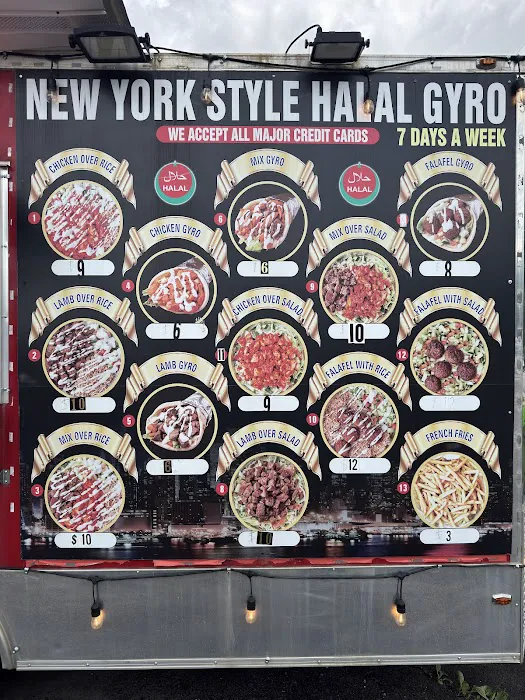 NEW YORK STYLE HALAL GYRO
WE ACCEPT ALL MAJOR CREDIT CARDS
7 DAYS A WEEK
CHICKEN OVER RICE
1
9
LAMB OVER RICE
2
10
MIX OVER RICE
3
$ 10
حلال
HALAL
CHICKEN GYRO
4
6
LAMB GYRO
5
MIX GYRO
6
6
CHICKEN OVER SALAD
11
9
LAMB OVER SALAD
8
حلال
HALAL
MIX OVER SALAD
9
10
FALAFEL WITH RICE
10
12
FALAFEL GYRO
8
FALAFEL WITH SALAD
12
FRENCH FRIES
13
3